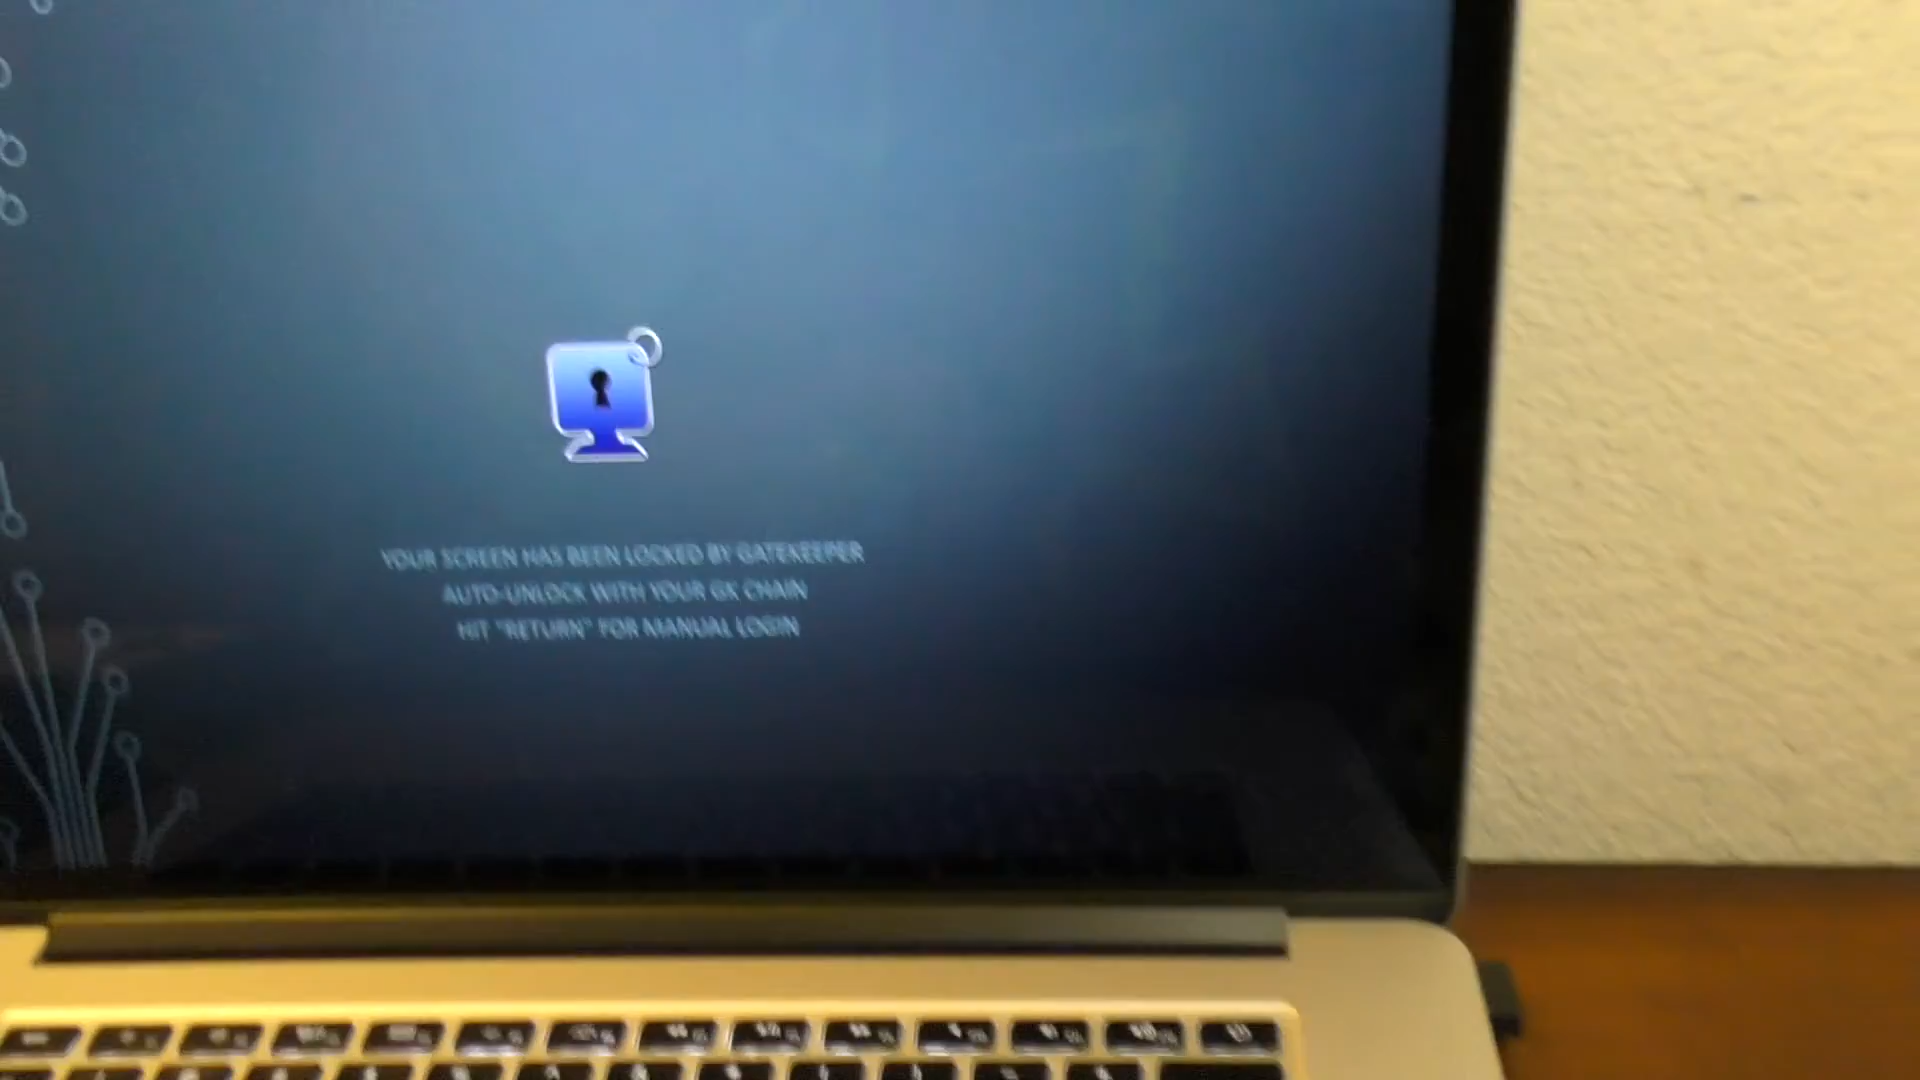 YOUR SCREEN HAS BEEN LOCKED BY GATEKEEPER
AUTO-UNLOCK WITH YOUR GK CHAIN
HIT "RETURN" FOR MANUAL LOGIN